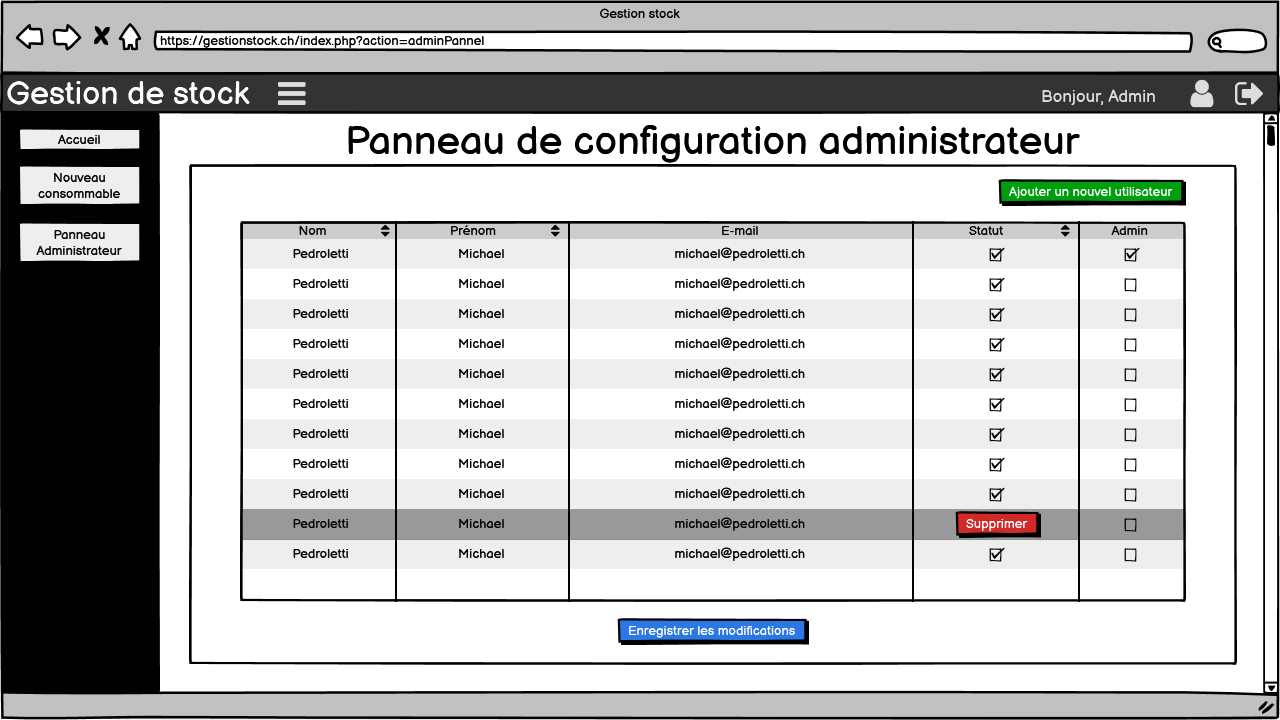 Gestion stock
https://gestionstock.ch/index.php?action=adminPannel
Gestion de stock
Bonjour, Admin
Accueil
Nouveau
consommable
Panneau
Administrateur
Panneau de configuration administrateur
Ajouter un nouvel utilisateur
Nom Prénom E-mail Statut Admin
Pedroletti Michael michael@pedroletti.ch
Pedroletti Michael michael@pedroletti.ch
Pedroletti Michael michael@pedroletti.ch
Pedroletti Michael michael@pedroletti.ch
Pedroletti Michael michael@pedroletti.ch
Pedroletti Michael michael@pedroletti.ch
Pedroletti Michael michael@pedroletti.ch
Pedroletti Michael michael@pedroletti.ch
Pedroletti Michael michael@pedroletti.ch
Pedroletti Michael michael@pedroletti.ch Supprimer
Pedroletti Michael michael@pedroletti.ch
Enregistrer les modifications